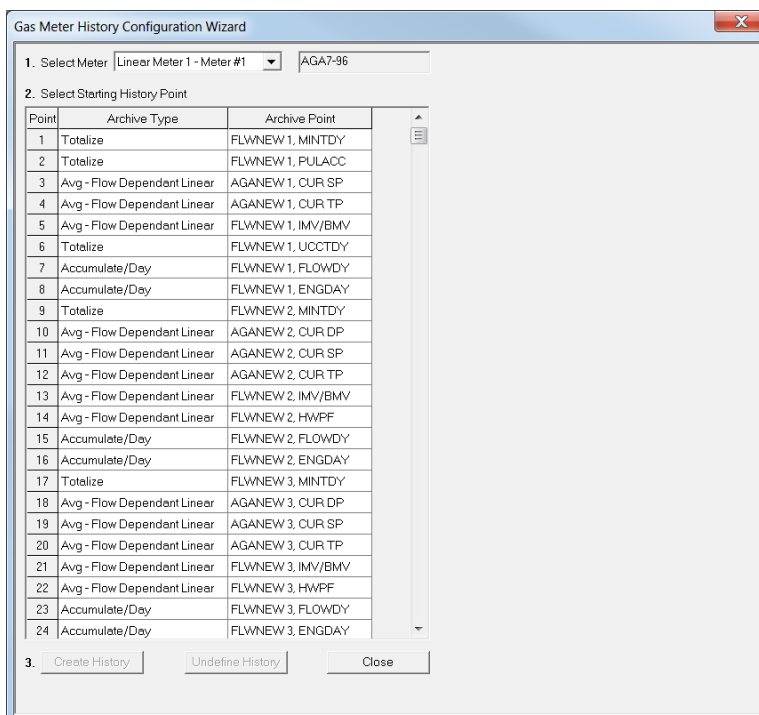 Gas Meter History Configuration Wizard
1. Select Meter Linear Meter 1 - Meter #1 AGA7-96
2. Select Starting History Point
Point Archive Type Archive Point
1 Totalize FLWNEW 1, MINTDY
2 Totalize FLWNEW 1, PULACC
3 Avg - Flow Dependant Linear AGANEW 1, CUR SP
4 Avg - Flow Dependant Linear AGANEW 1, CUR TP
5 Avg - Flow Dependant Linear FLWNEW 1, IMV/BMV
6 Totalize FLWNEW 1, UCCTDY
7 Accumulate/Day FLWNEW 1, FLOWDY
8 Accumulate/Day FLWNEW 1, ENGDAY
9 Totalize FLWNEW 2, MINTDY
10 Avg - Flow Dependant Linear AGANEW 2, CUR DP
11 Avg - Flow Dependant Linear AGANEW 2, CUR SP
12 Avg - Flow Dependant Linear AGANEW 2, CUR TP
13 Avg - Flow Dependant Linear FLWNEW 2, IMV/BMV
14 Avg - Flow Dependant Linear FLWNEW 2, HWPF
15 Accumulate/Day FLWNEW 2, FLOWDY
16 Accumulate/Day FLWNEW 2, ENGDAY
17 Totalize FLWNEW 3, MINTDY
18 Avg - Flow Dependant Linear AGANEW 3, CUR DP
19 Avg - Flow Dependant Linear AGANEW 3, CUR SP
20 Avg - Flow Dependant Linear AGANEW 3, CUR TP
21 Avg - Flow Dependant Linear FLWNEW 3, IMV/BMV
22 Avg - Flow Dependant Linear FLWNEW 3, HWPF
23 Accumulate/Day FLWNEW 3, FLOWDY
24 Accumulate/Day FLWNEW 3, ENGDAY
3. Create History Undefine History Close